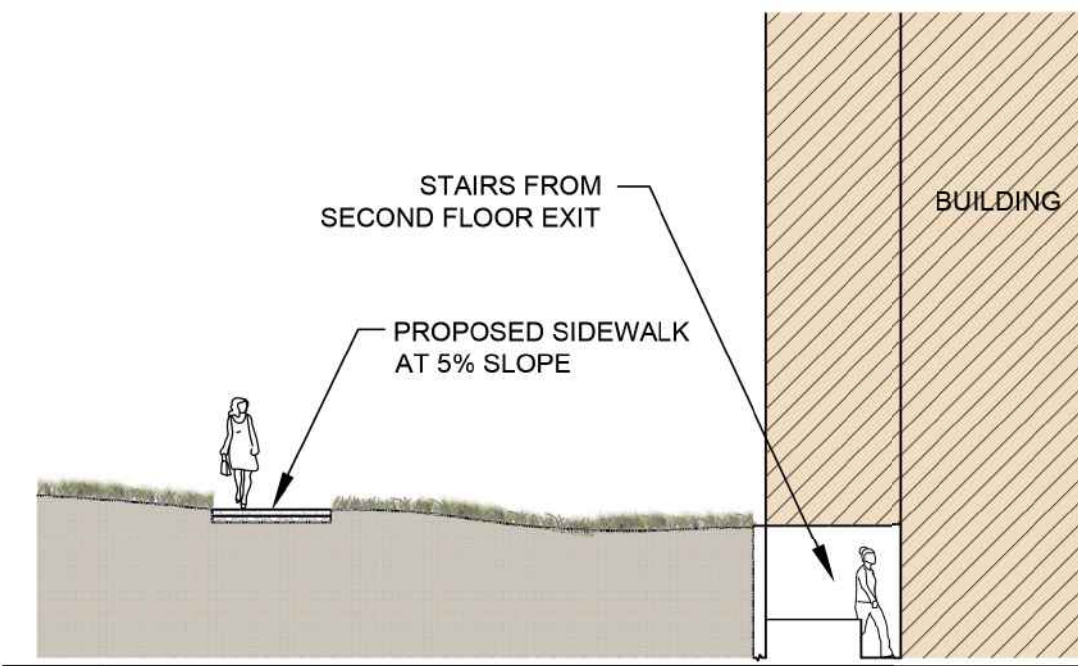 STAIRS FROM
SECOND FLOOR EXIT
BUILDING
PROPOSED SIDEWALK
AT 5% SLOPE